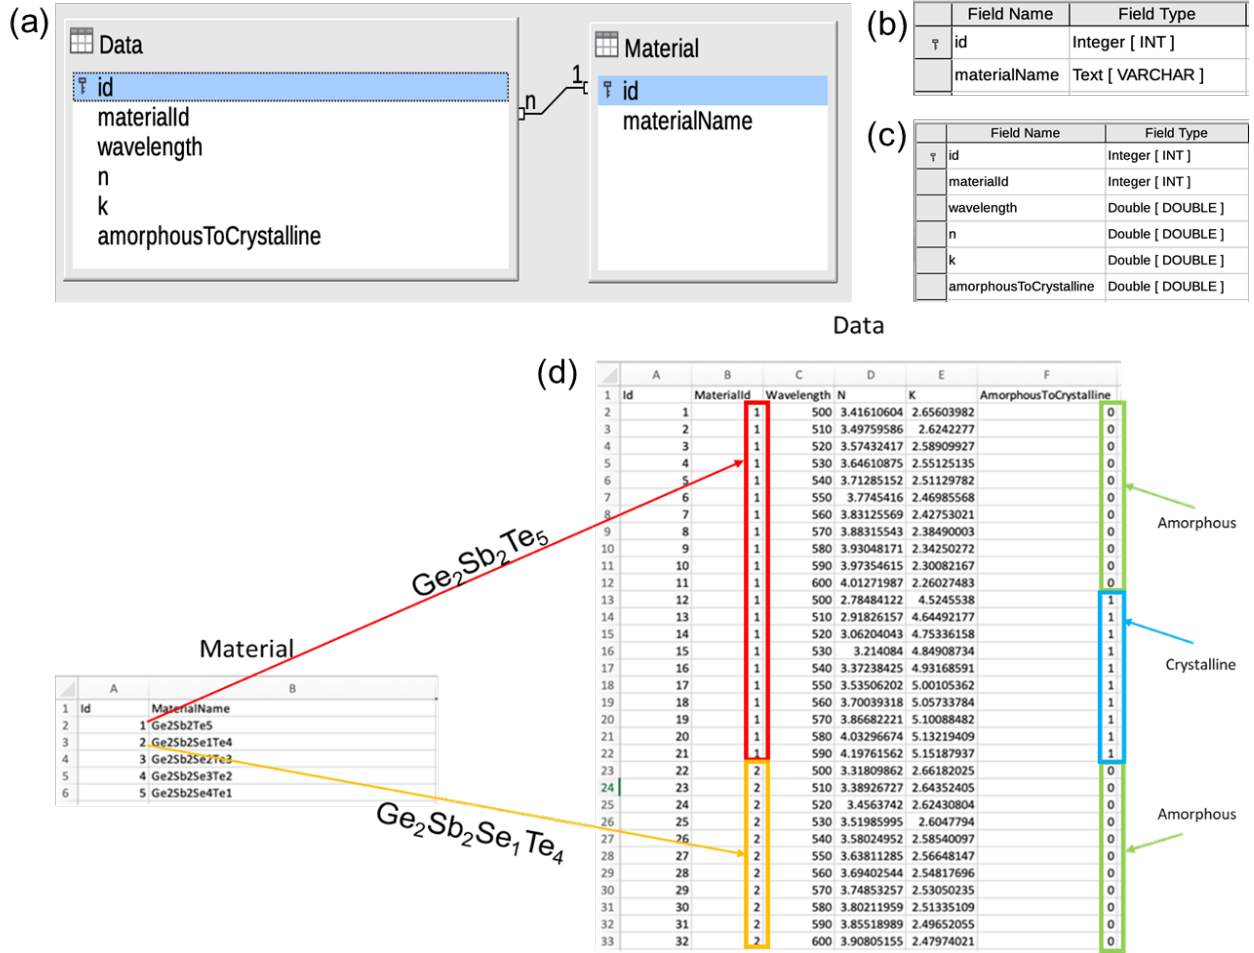 (a)
Data
id
materialId
wavelength
n
k
amorphousToCrystalline
n
1
Material
id
materialName
(b)
Field Name Field Type
id Integer [ INT ]
materialName Text [ VARCHAR ]
(c)
Field Name Field Type
id Integer [ INT ]
materialId Integer [ INT ]
wavelength Double [ DOUBLE ]
n Double [ DOUBLE ]
k Double [ DOUBLE ]
amorphousToCrystalline Double [ DOUBLE ]
Data
(d)
A B C D E F
1 Id MaterialId Wavelength N K AmorphousToCrystalline
2 1 1 500 3.41610604 2.65603982 0
3 2 1 510 3.49759586 2.6242277 0
4 3 1 520 3.57432417 2.58909927 0
5 4 1 530 3.64610875 2.55125135 0
6 5 1 540 3.71285152 2.51129782 0
7 6 1 550 3.7745416 2.46985568 0
8 7 1 560 3.83125569 2.42753021 0
9 8 1 570 3.88315543 2.38490003 0
10 9 1 580 3.93048171 2.34250272 0
11 10 1 590 3.97354615 2.30082167 0
12 11 1 600 4.01271987 2.26027483 0
13 12 1 500 2.78484122 4.5245538 1
14 13 1 510 2.91826157 4.64492177 1
15 14 1 520 3.06204043 4.75336158 1
16 15 1 530 3.214084 4.84908734 1
17 16 1 540 3.37238425 4.93168591 1
18 17 1 550 3.53506202 5.00105362 1
19 18 1 560 3.70039318 5.05733784 1
20 19 1 570 3.86682221 5.10088482 1
21 20 1 580 4.03296674 5.13219409 1
22 21 1 590 4.19761562 5.15187937 1
23 22 2 500 3.31809862 2.66182025 0
24 23 2 510 3.38926727 2.64352405 0
25 24 2 520 3.4563742 2.62430804 0
26 25 2 530 3.51985995 2.6047794 0
27 26 2 540 3.58024952 2.58540097 0
28 27 2 550 3.63811285 2.56648147 0
29 28 2 560 3.69402544 2.54817696 0
30 29 2 570 3.74853257 2.53050235 0
31 30 2 580 3.80211959 2.51335109 0
32 31 2 590 3.85518989 2.49652055 0
33 32 2 600 3.90805155 2.47974021 0
Amorphous
Crystalline
Amorphous
Ge₂Sb₂Te₅
Material
A B
1 Id MaterialName
2 1 Ge2Sb2Te5
3 2 Ge2Sb2Se1Te4
4 3 Ge2Sb2Se2Te3
5 4 Ge2Sb2Se3Te2
6 5 Ge2Sb2Se4Te1
Ge₂Sb₂Se₁Te₄